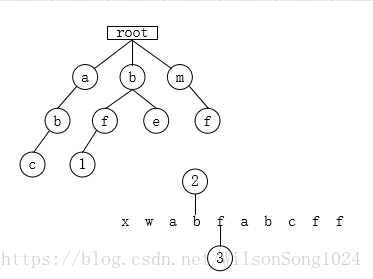 root
a b m
b f e f
c l
2
x w a b f a b c f f
3
https://blog.csdn.net/WilsonSong1024